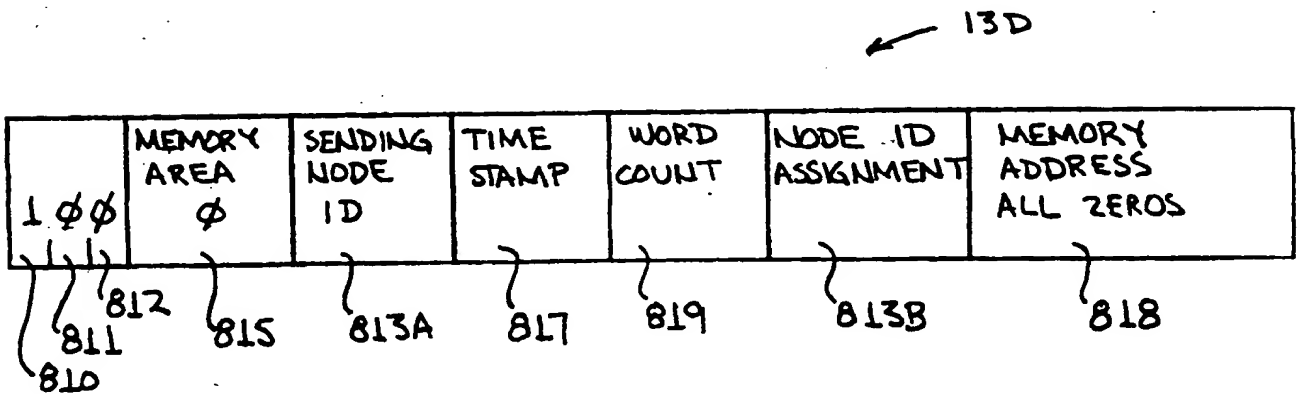 13D
MEMORY
AREA
Ø
SENDING
NODE
ID
TIME
STAMP
WORD
COUNT
NODE ID
ASSIGNMENT
MEMORY
ADDRESS
ALL ZEROS
1 Ø Ø
812
811
810
815
813A
817
819
813B
818